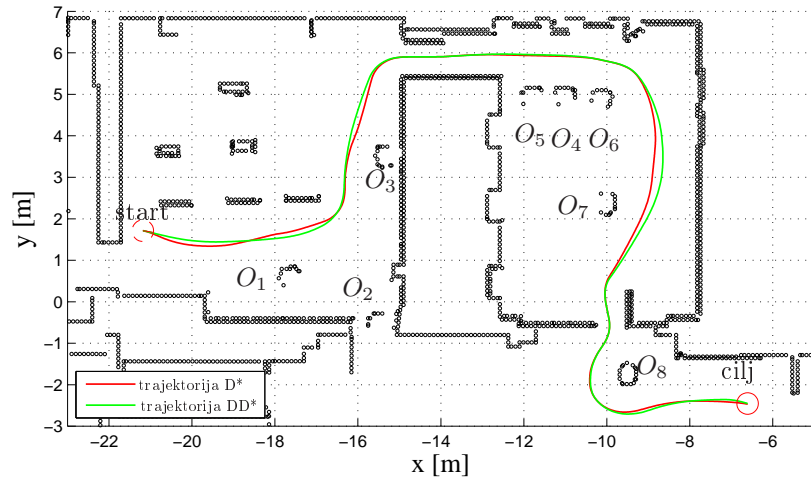 7
6
5
4
3
2
1
0
−1
−2
−3
y [m]
O5 O4 O6
O3
start
O7
O1
O2
O8
cilj
trajektorija D*
trajektorija DD*
−22 −20 −18 −16 −14 −12 −10 −8 −6
x [m]